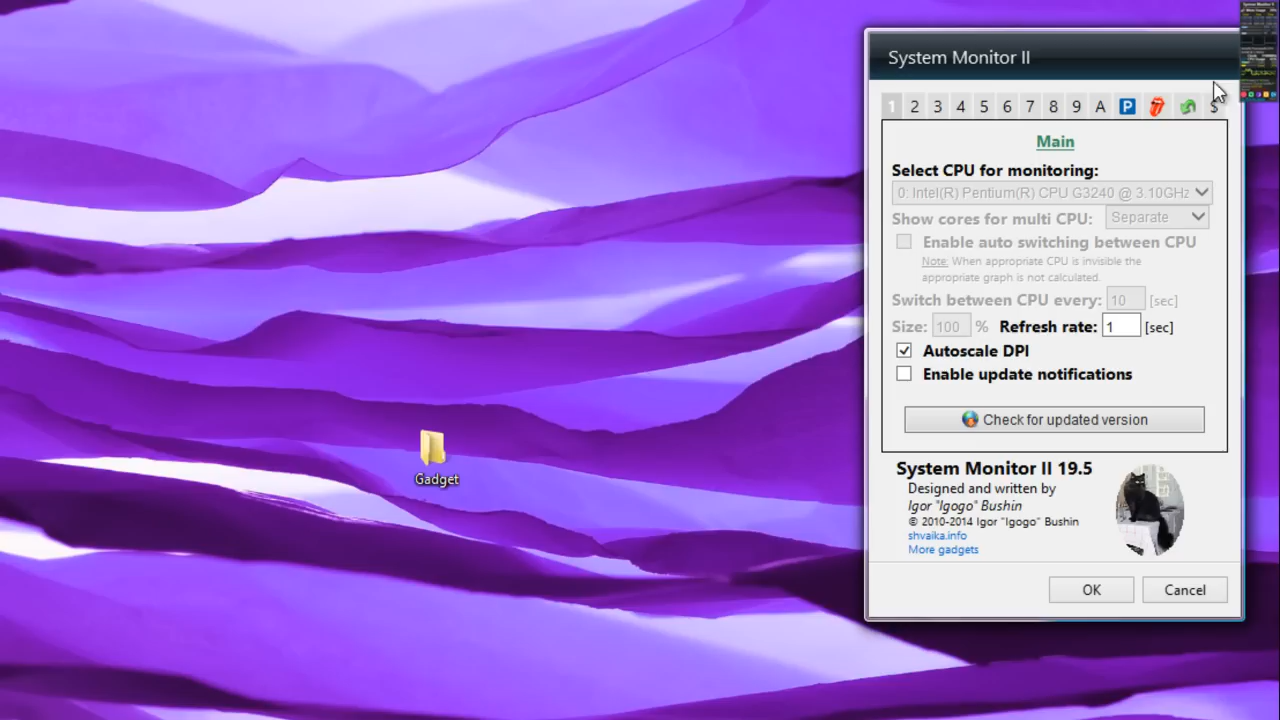 System Monitor II
1 2 3 4 5 6 7 8 9 A P $
Main
Select CPU for monitoring:
0: Intel(R) Pentium(R) CPU G3240 @ 3.10GHz
Show cores for multi CPU: Separate
Enable auto switching between CPU
Note: When appropriate CPU is invisible the
appropriate graph is not calculated.
Switch between CPU every: 10 [sec]
Size: 100 % Refresh rate: 1 [sec]
Autoscale DPI
Enable update notifications
Check for updated version
System Monitor II 19.5
Designed and written by
Igor "Igogo" Bushin
© 2010-2014 Igor "Igogo" Bushin
shvaika.info
More gadgets
OK Cancel
Gadget